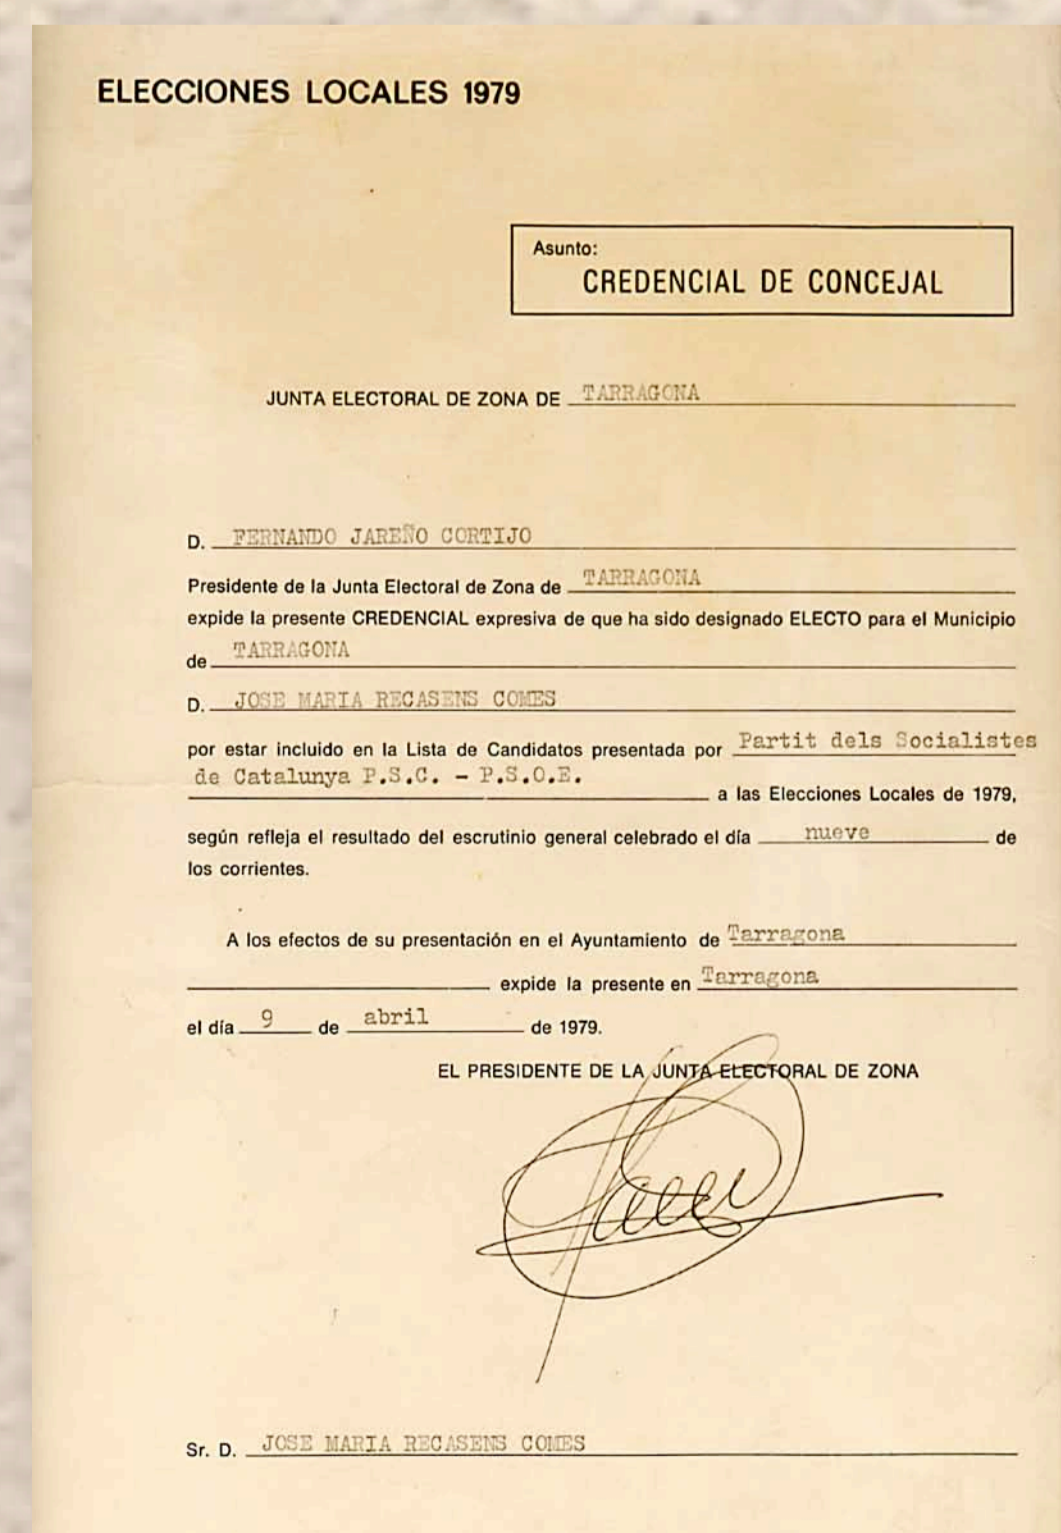 ELECCIONES LOCALES 1979
Asunto:
CREDENCIAL DE CONCEJAL
JUNTA ELECTORAL DE ZONA DE TARRAGONA
D. FERNANDO JAREÑO CORTIJO
Presidente de la Junta Electoral de Zona de TARRAGONA
expide la presente CREDENCIAL expresiva de que ha sido designado ELECTO para el Municipio
de TARRAGONA
D. JOSE MARIA RECASENS COMES
por estar incluido en la Lista de Candidatos presentada por Partit dels Socialistes
de Catalunya P.S.C. - P.S.O.E.
a las Elecciones Locales de 1979,
según refleja el resultado del escrutinio general celebrado el día nueve de
los corrientes.
A los efectos de su presentación en el Ayuntamiento de Tarragona
expide la presente en Tarragona
el día 9 de abril de 1979.
EL PRESIDENTE DE LA JUNTA ELECTORAL DE ZONA
Sr. D. JOSE MARIA RECASENS COMES